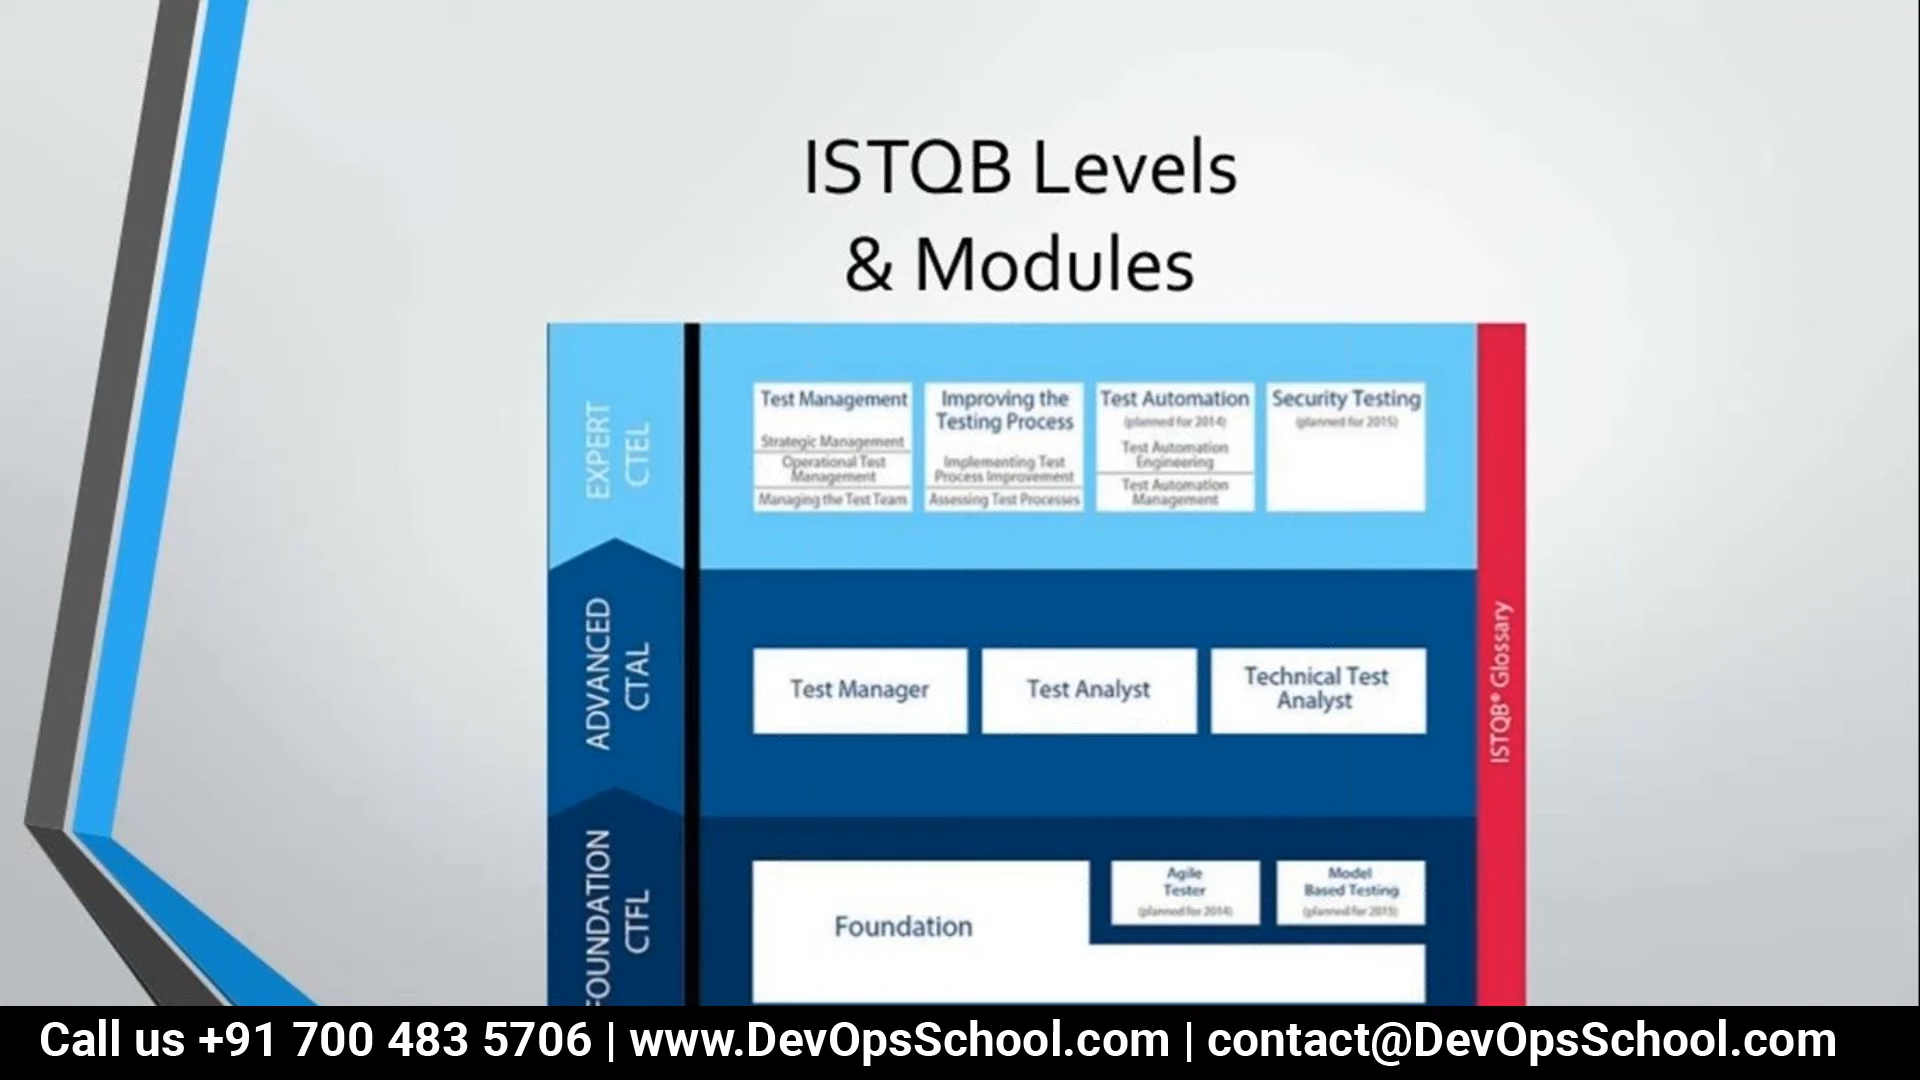 ISTQB Levels
& Modules
EXPERT
CTEL
Test Management
Strategic Management
Operational Test
Management
Managing the Test Team
Improving the
Testing Process
Implementing Test
Process Improvement
Assessing Test Processes
Test Automation
(planned for 2014)
Test Automation
Engineering
Test Automation
Management
Security Testing
(planned for 2015)
ADVANCED
CTAL
Test Manager
Test Analyst
Technical Test
Analyst
FOUNDATION
CTFL
Foundation
Agile
Tester
(planned for 2014)
Model
Based Testing
(planned for 2015)
ISTQB® Glossary
Call us +91 700 483 5706 | www.DevOpsSchool.com | contact@DevOpsSchool.com